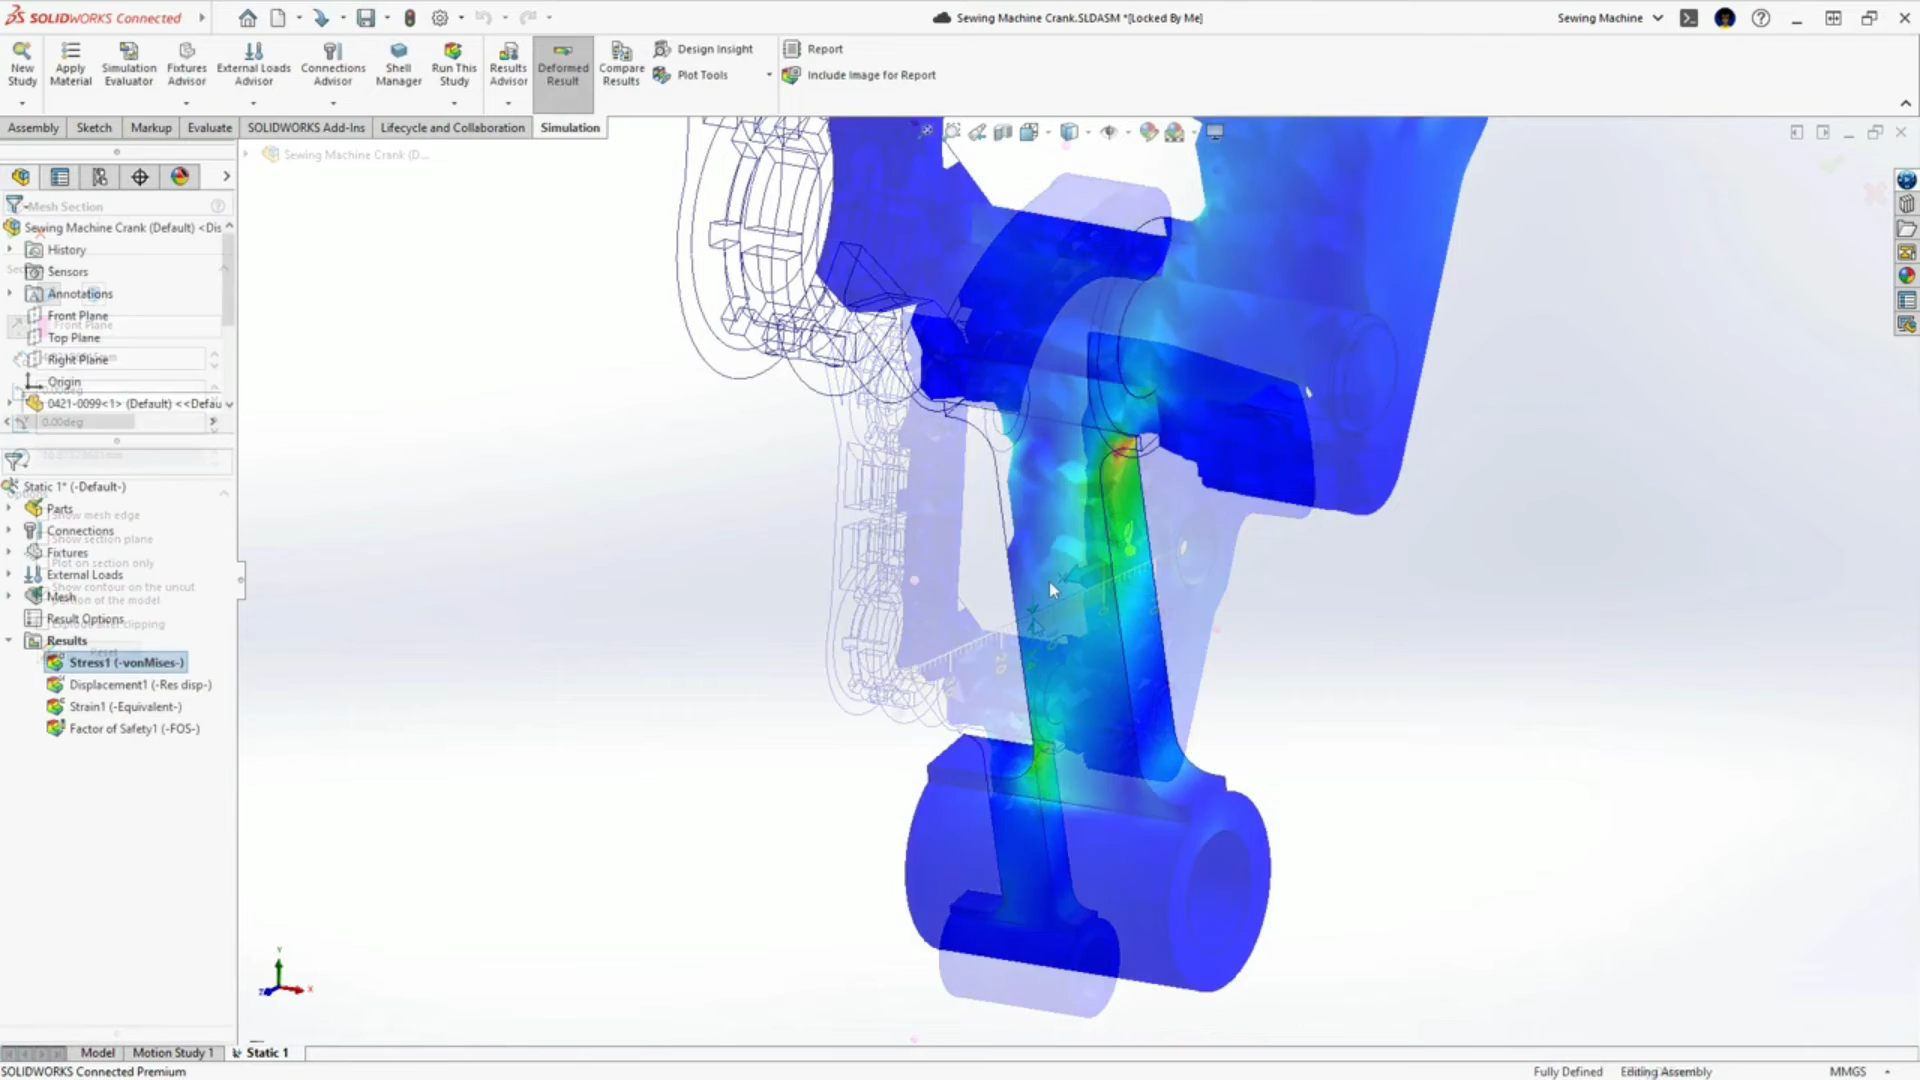 SOLIDWORKS Connected
Sewing Machine Crank.SLDASM *[Locked By Me]
Sewing Machine
New Study
Apply Material
Simulation Evaluator
Fixtures Advisor
External Loads Advisor
Connections Advisor
Shell Manager
Run This Study
Results Advisor
Deformed Result
Compare Results
Design Insight
Plot Tools
Report
Include Image for Report
Assembly
Sketch
Markup
Evaluate
SOLIDWORKS Add-Ins
Lifecycle and Collaboration
Simulation
Sewing Machine Crank (D...
Mesh Section
Sewing Machine Crank (Default) <Dis
History
Sensors
Annotations
Front Plane
Front Plane
Top Plane
Right Plane
Origin
0421-0099<1> (Default) <<Defau
0.00deg
Static 1* (-Default-)
Parts
Show mesh edge
Connections
Show section plane
Fixtures
Plot on section only
External Loads
Show contour on the uncut
portion of the model
Mesh
Result Options
Explode after clipping
Results
Reset
Stress1 (-vonMises-)
Displacement1 (-Res disp-)
Strain1 (-Equivalent-)
Factor of Safety1 (-FOS-)
20
Y
X
Z
Model
Motion Study 1
Static 1
SOLIDWORKS Connected Premium
Fully Defined
Editing Assembly
MMGS